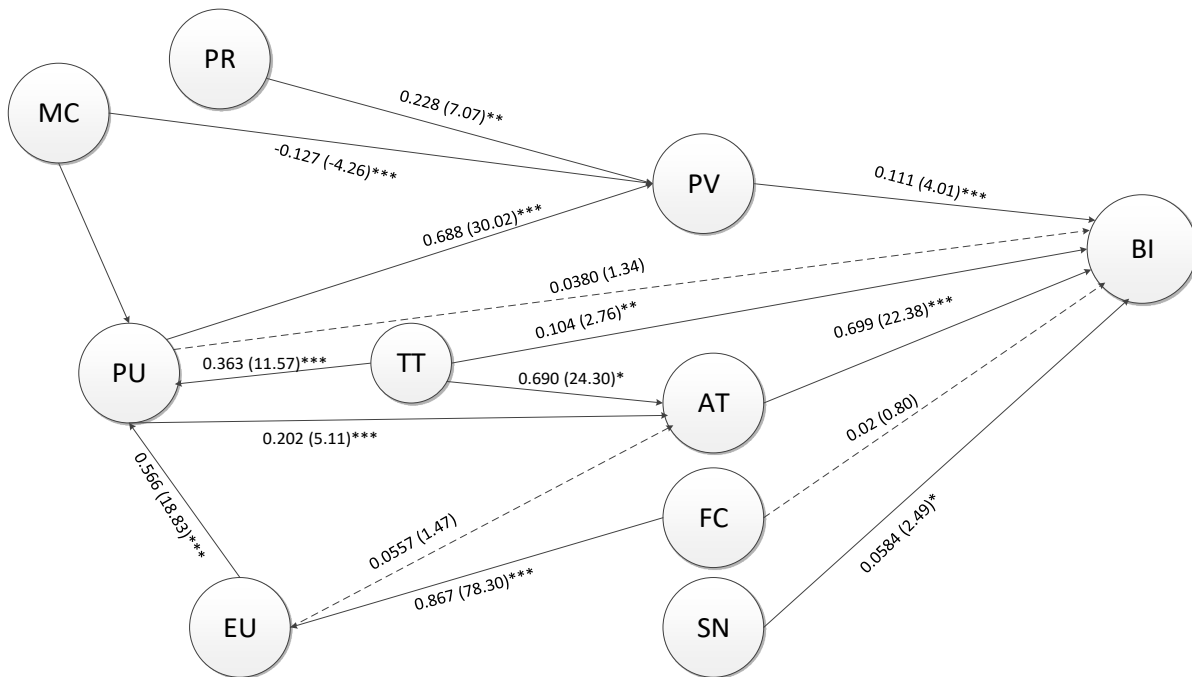 PR
MC
0.228 (7.07)**
-0.127 (-4.26)***
PV
0.111 (4.01)***
BI
0.688 (30.02)***
0.0380 (1.34)
0.104 (2.76)**
0.699 (22.38)***
PU
0.363 (11.57)***
TT
0.690 (24.30)*
AT
0.202 (5.11)***
0.02 (0.80)
0.566 (18.83)***
0.0557 (1.47)
FC
0.0584 (2.49)*
0.867 (78.30)***
EU
SN